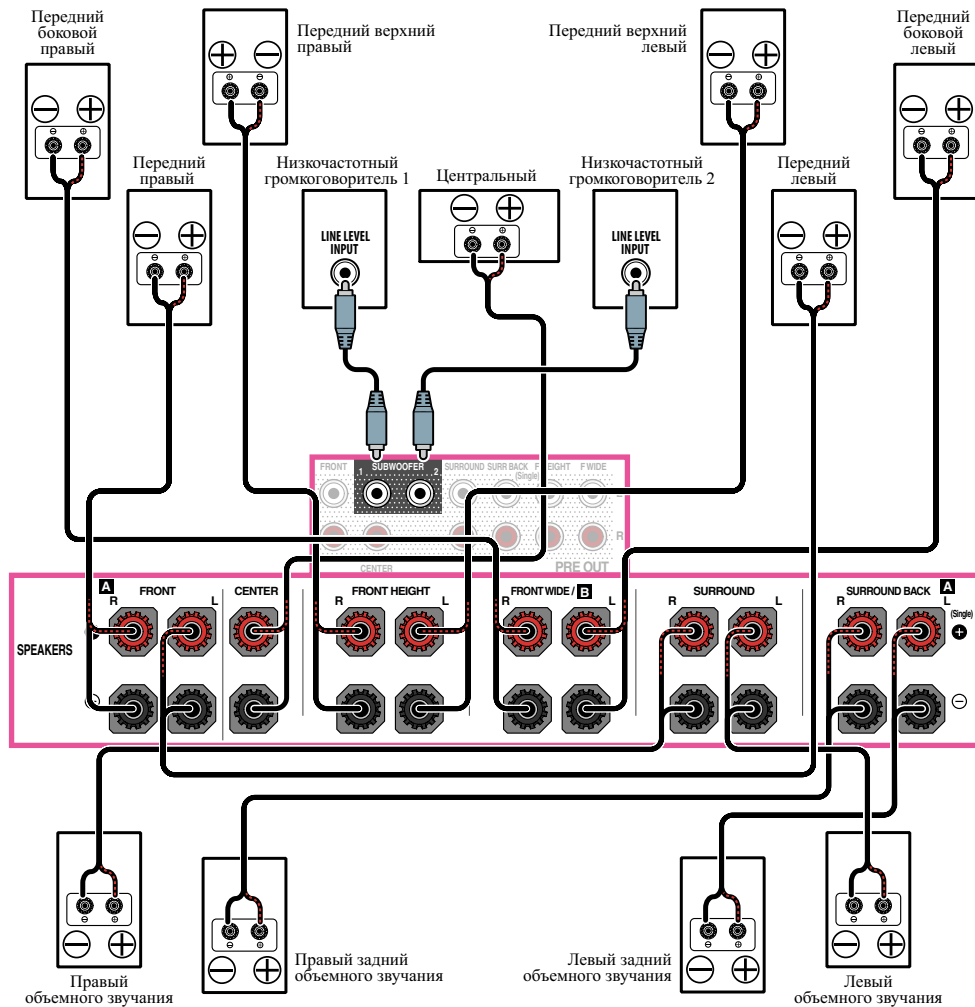 Передний
боковой
правый
Передний верхний
правый
Передний верхний
левый
Передний
боковой
левый
Передний
правый
Низкочастотный
громкоговоритель 1
Центральный
Низкочастотный
громкоговоритель 2
Передний
левый
LINE LEVEL
INPUT
LINE LEVEL
INPUT
FRONT
1 SUBWOOFER 2
SURROUND
SURR BACK
(Single)
F WIDE
R
CENTER
PRE OUT
A
FRONT
R L
CENTER
FRONT HEIGHT
R L
FRONT WIDE / B
R L
SURROUND
R L
SURROUND BACK
A
R L
(Single)
SPEAKERS
Правый
объемного звучания
Правый задний
объемного звучания
Левый задний
объемного звучания
Левый
объемного звучания